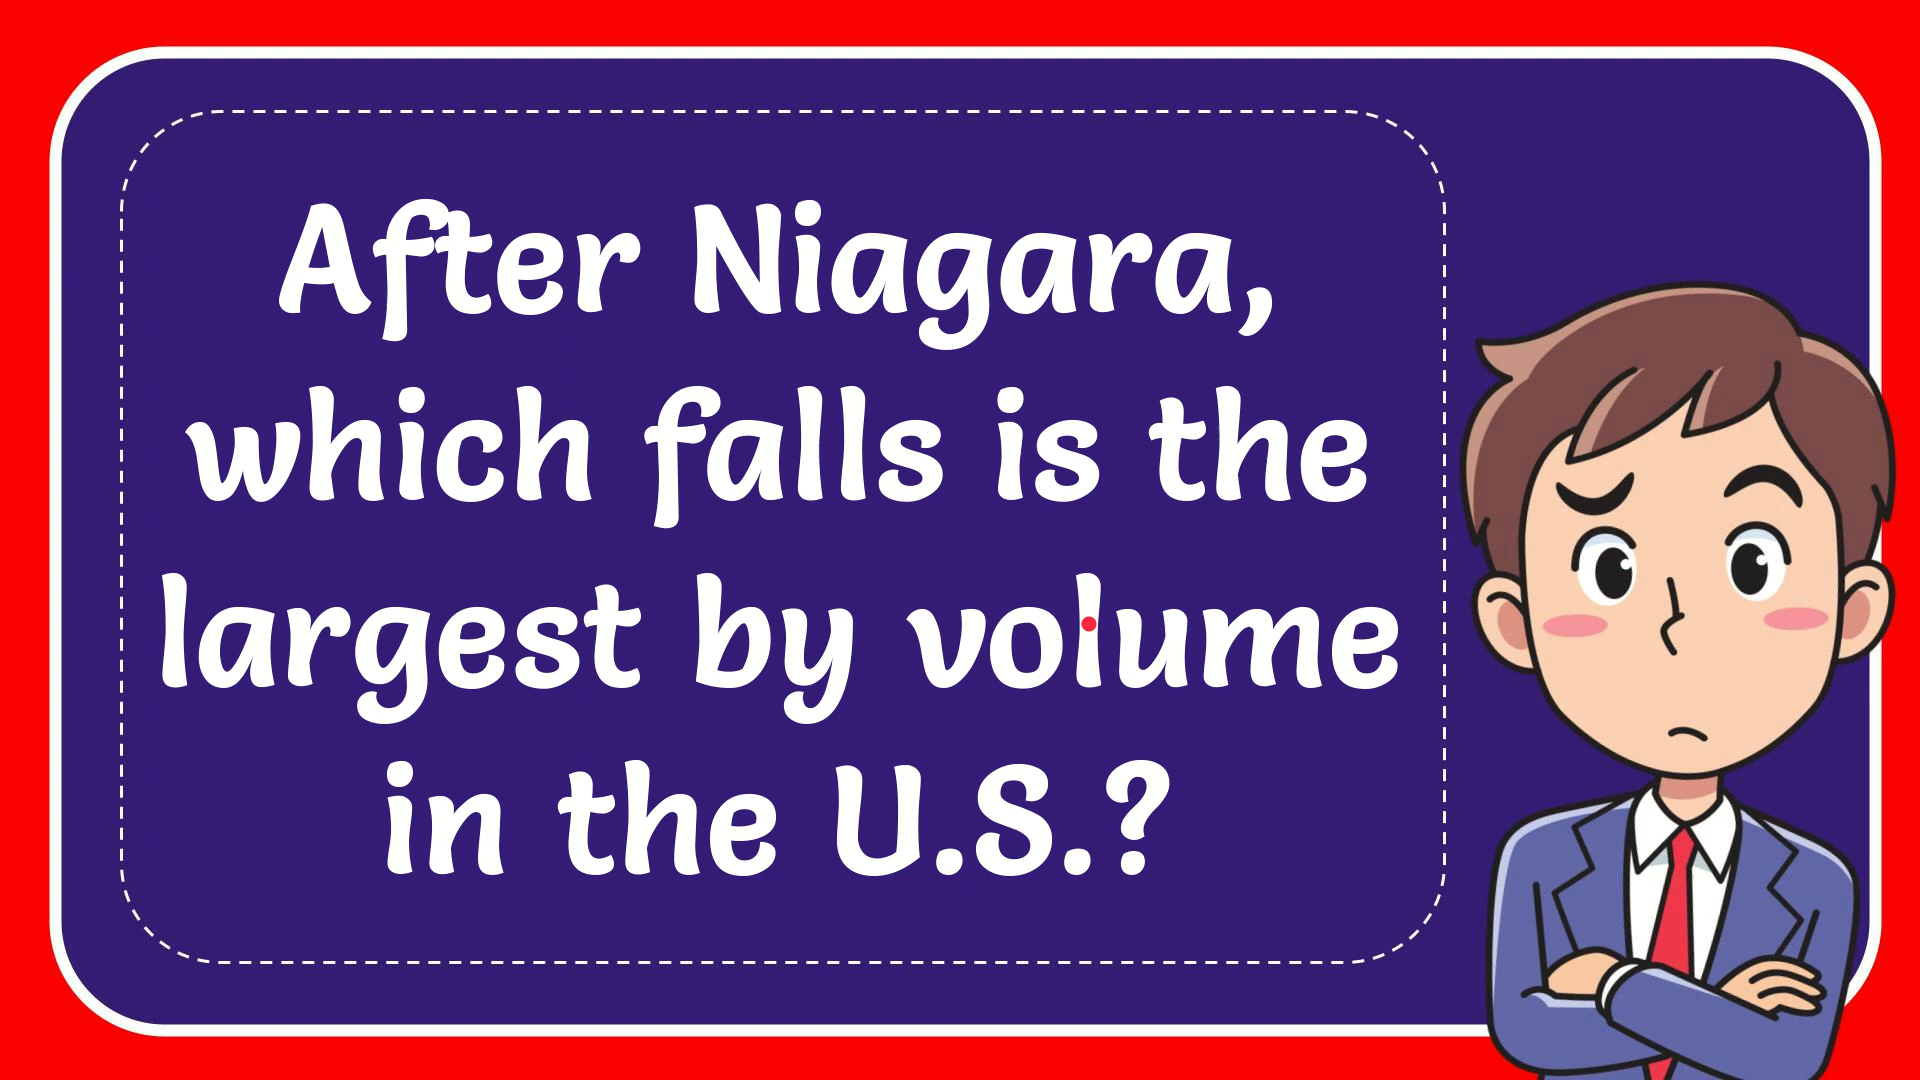 After Niagara,
which falls is the
largest by volume
in the U.S.?